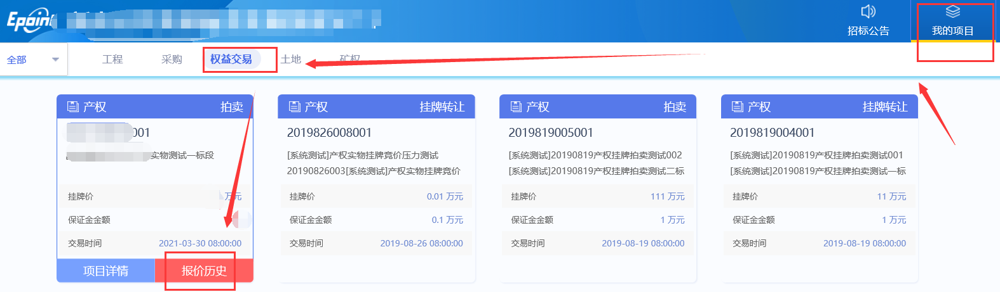 Epoint
招标公告
我的项目
全部
工程
采购
权益交易
土地
矿权
产权 拍卖
001
实物测试一标段
挂牌价 万元
保证金金额
交易时间 2021-03-30 08:00:00
项目详情 报价历史
产权 挂牌转让
2019826008001
[系统测试]产权实物挂牌竞价压力测试
20190826003[系统测试]产权实物挂牌竞价
挂牌价 0.01 万元
保证金金额 0.1 万元
交易时间 2019-08-26 08:00:00
产权 拍卖
2019819005001
[系统测试]20190819产权挂牌拍卖测试002
[系统测试]20190819产权挂牌拍卖测试二标
挂牌价 111 万元
保证金金额 1 万元
交易时间 2019-08-19 08:00:00
产权 挂牌转让
2019819004001
[系统测试]20190819产权挂牌拍卖测试001
[系统测试]20190819产权挂牌拍卖测试一标
挂牌价 11 万元
保证金金额 1 万元
交易时间 2019-08-19 08:00:00